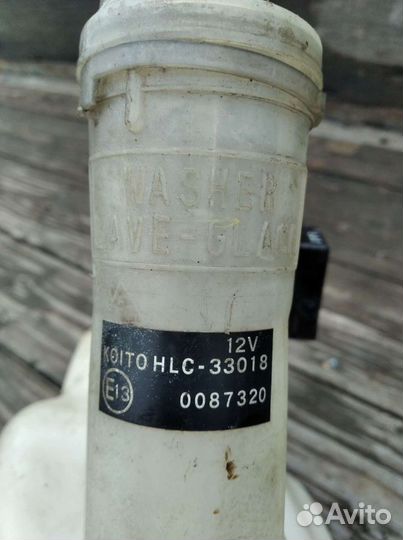 WASHER
LAVE-GLACE
12V
KOITO HLC-33018
E13
0087320
Avito